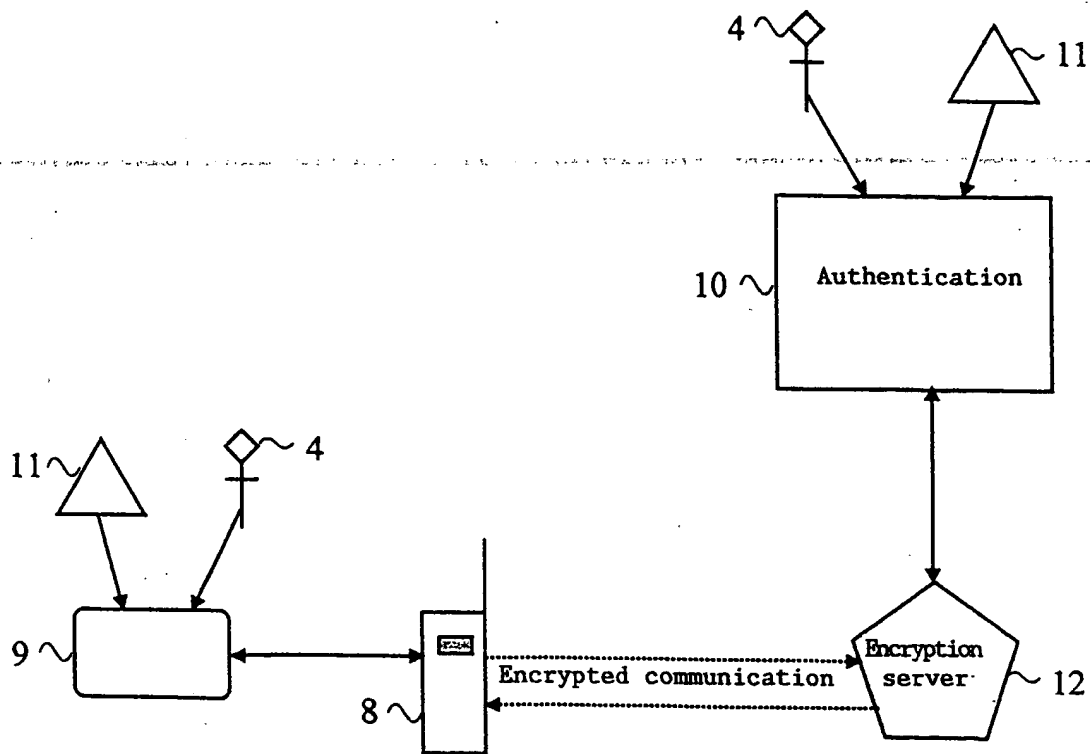 4
11
10
Authentication
11
4
9
8
Encrypted communication
Encryption
server
12